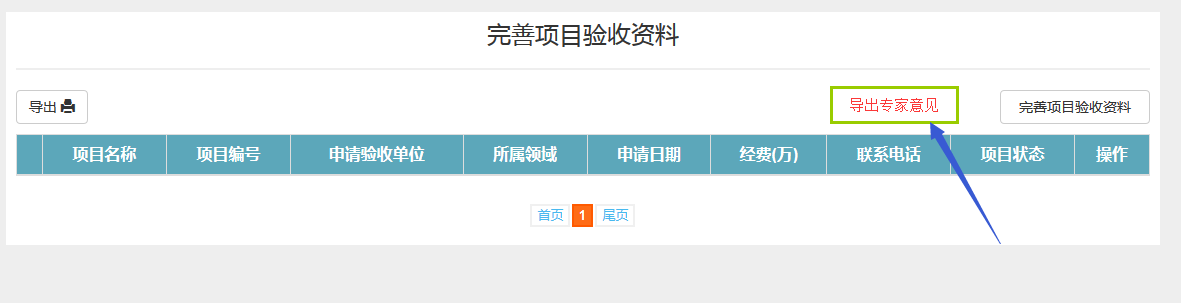 完善项目验收资料
导出 导出专家意见 完善项目验收资料
项目名称 项目编号 申请验收单位 所属领域 申请日期 经费(万) 联系电话 项目状态 操作
首页 1 尾页